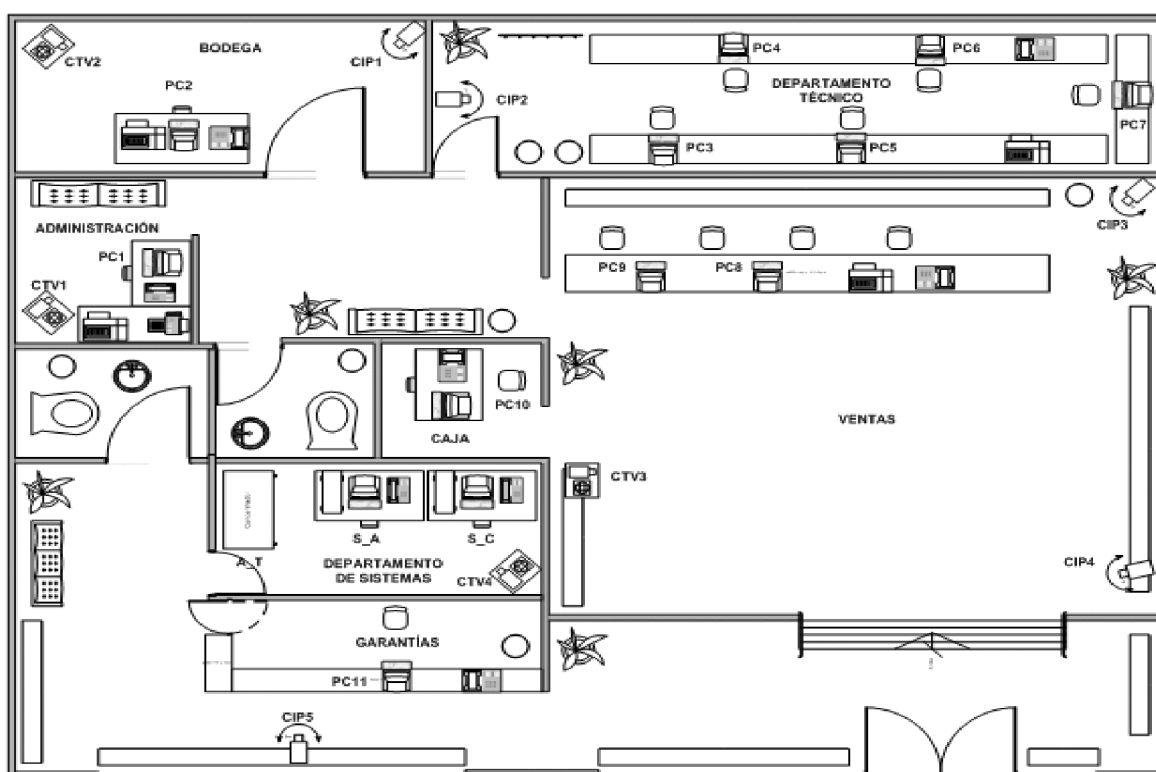 BODEGA
CTV2
CIP1
PC2
CIP2
PC4
PC6
DEPARTAMENTO
TÉCNICO
PC7
PC3
PC5
ADMINISTRACIÓN
PC1
CTV1
CIP3
PC9
PC8
PC10
CAJA
VENTAS
CTV3
S_A
S_C
A_T
DEPARTAMENTO
DE SISTEMAS
CTV4
CIP4
GARANTÍAS
PC11
CIP5